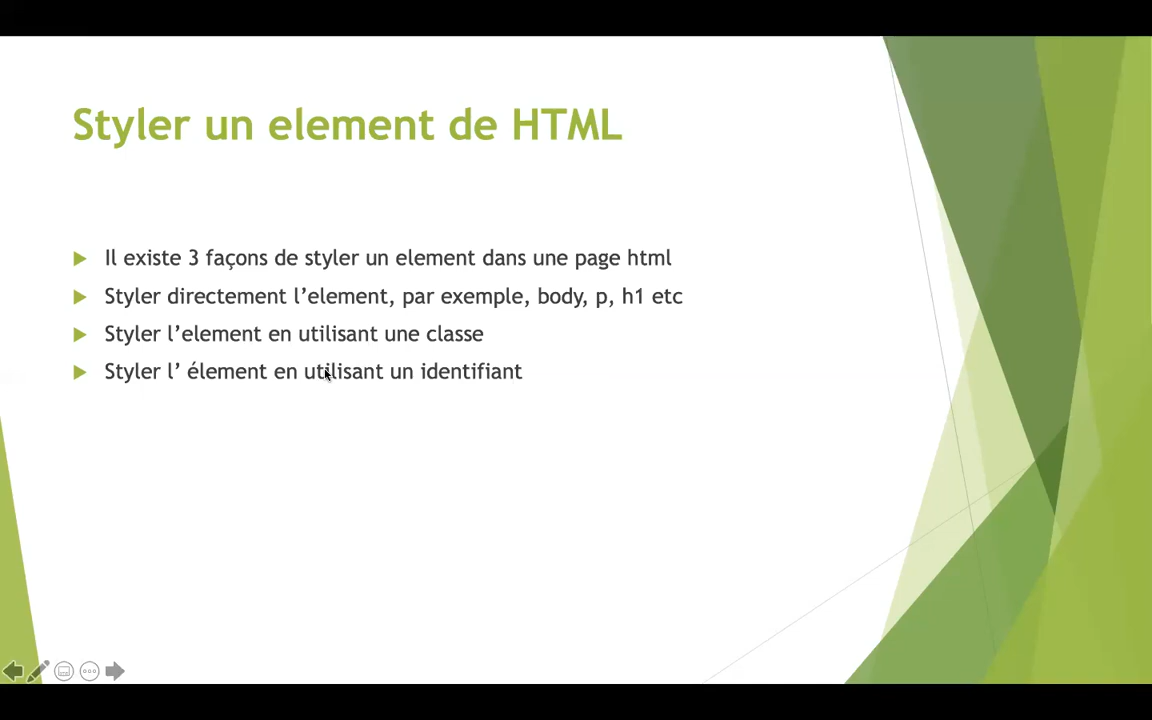 Styler un element de HTML
Il existe 3 façons de styler un element dans une page html
Styler directement l’element, par exemple, body, p, h1 etc
Styler l’element en utilisant une classe
Styler l’ élement en utilisant un identifiant